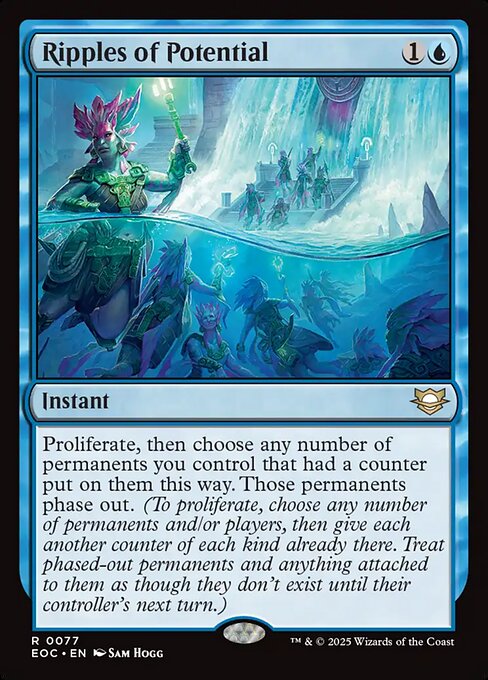 Ripples of Potential 1
Instant
Proliferate, then choose any number of
permanents you control that had a counter
put on them this way. Those permanents
phase out. (To proliferate, choose any number
of permanents and/or players, then give each
another counter of each kind already there. Treat
phased-out permanents and anything attached
to them as though they don't exist until their
controller's next turn.)
R 0077
EOC • EN Sam Hogg
™ & © 2025 Wizards of the Coast